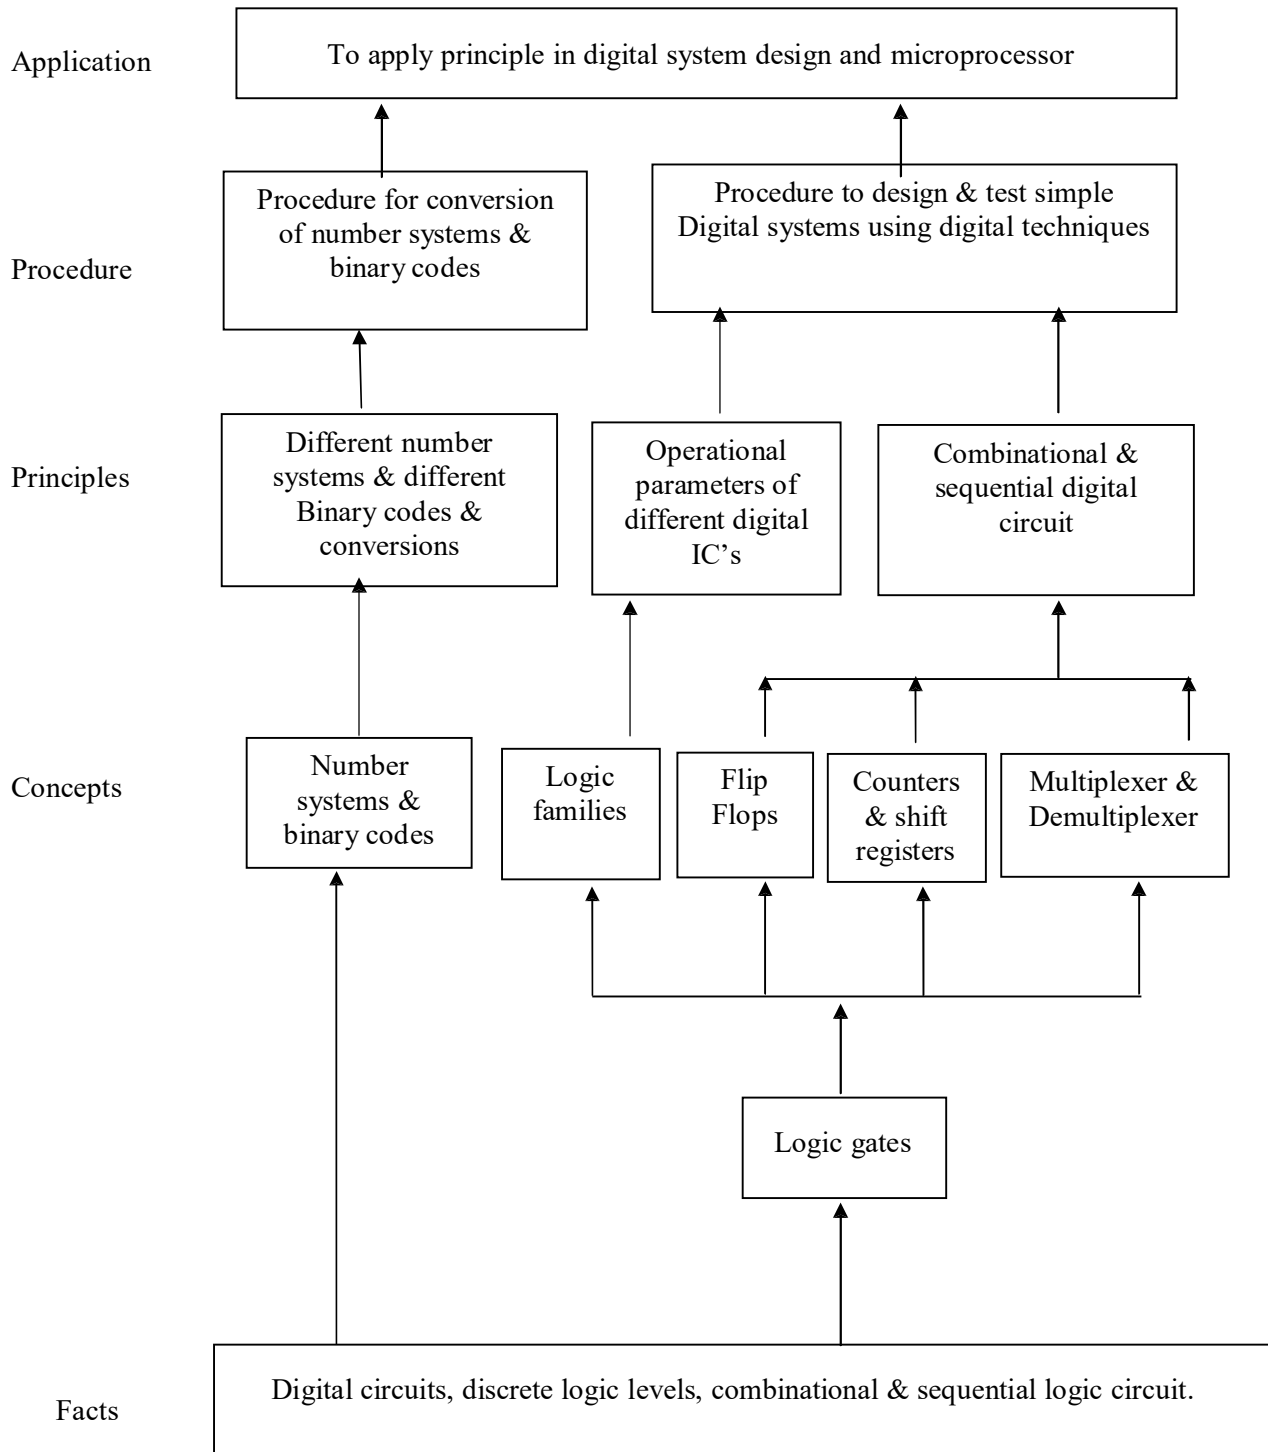 Application
To apply principle in digital system design and microprocessor
Procedure
Procedure for conversion
of number systems &
binary codes
Procedure to design & test simple
Digital systems using digital techniques
Principles
Different number
systems & different
Binary codes &
conversions
Operational
parameters of
different digital
IC’s
Combinational &
sequential digital
circuit
Concepts
Number
systems &
binary codes
Logic
families
Flip
Flops
Counters
& shift
registers
Multiplexer &
Demultiplexer
Logic gates
Facts
Digital circuits, discrete logic levels, combinational & sequential logic circuit.